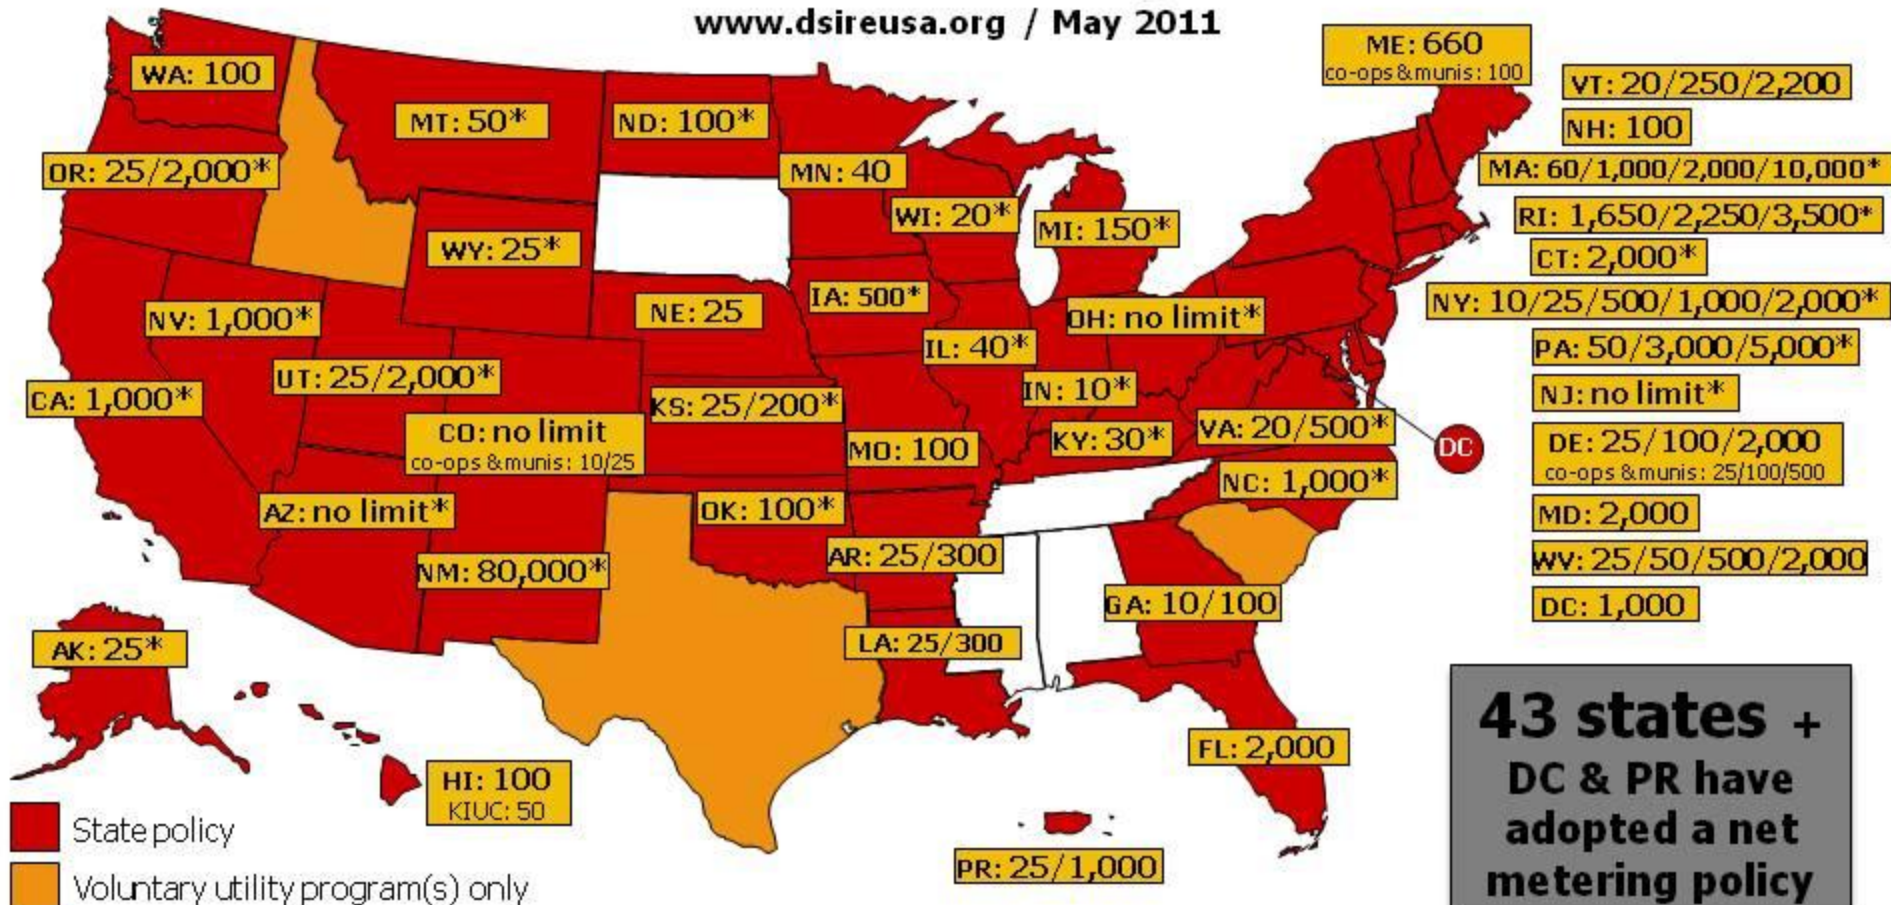 www.dsireusa.org / May 2011
ME: 660
co-ops & munis: 100
WA: 100
VT: 20/250/2,200
MT: 50*
ND: 100*
NH: 100
OR: 25/2,000*
MN: 40
MA: 60/1,000/2,000/10,000*
WI: 20*
MI: 150*
RI: 1,650/2,250/3,500*
WY: 25*
CT: 2,000*
IA: 500*
NY: 10/25/500/1,000/2,000*
NV: 1,000*
NE: 25
OH: no limit*
IL: 40*
PA: 50/3,000/5,000*
UT: 25/2,000*
IN: 10*
NJ: no limit*
CA: 1,000*
KS: 25/200*
CO: no limit
co-ops & munis: 10/25
MO: 100
KY: 30*
VA: 20/500*
DC
DE: 25/100/2,000
co-ops & munis: 25/100/500
NC: 1,000*
AZ: no limit*
OK: 100*
MD: 2,000
AR: 25/300
WV: 25/50/500/2,000
NM: 80,000*
GA: 10/100
DC: 1,000
AK: 25*
LA: 25/300
FL: 2,000
HI: 100
KIUC: 50
PR: 25/1,000
State policy
Voluntary utility program(s) only
43 states +
DC & PR have
adopted a net
metering policy